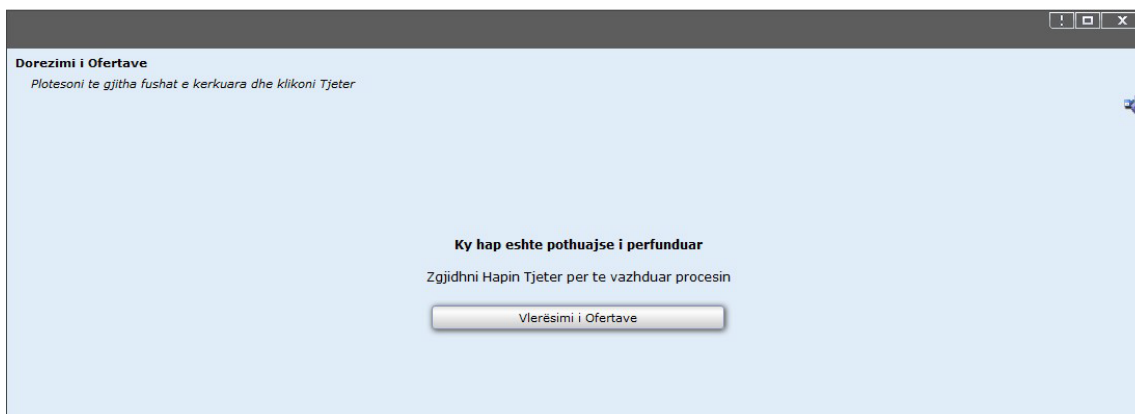 Dorezimi i Ofertave
Plotesoni te gjitha fushat e kerkuara dhe klikoni Tjeter
Ky hap eshte pothuajse i perfunduar
Zgjidhni Hapin Tjeter per te vazhduar procesin
Vlerësimi i Ofertave